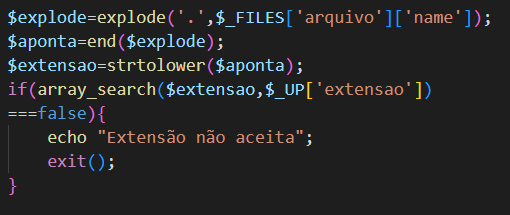 $explode=explode('.',$_FILES['arquivo']['name']);
$aponta=end($explode);
$extensao=strtolower($aponta);
if(array_search($extensao,$_UP['extensao'])
===false){
    echo "Extensão não aceita";
    exit();
}